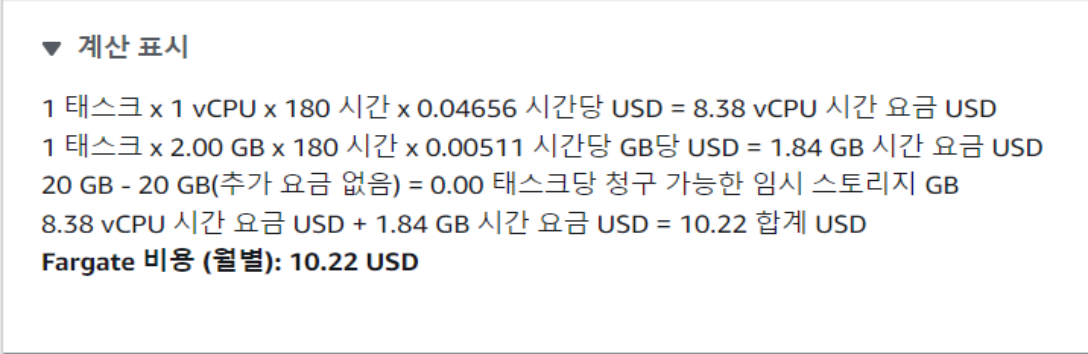 ▼ 계산 표시
1 태스크 x 1 vCPU x 180 시간 x 0.04656 시간당 USD = 8.38 vCPU 시간 요금 USD
1 태스크 x 2.00 GB x 180 시간 x 0.00511 시간당 GB당 USD = 1.84 GB 시간 요금 USD
20 GB - 20 GB(추가 요금 없음) = 0.00 태스크당 청구 가능한 임시 스토리지 GB
8.38 vCPU 시간 요금 USD + 1.84 GB 시간 요금 USD = 10.22 합계 USD
Fargate 비용 (월별): 10.22 USD